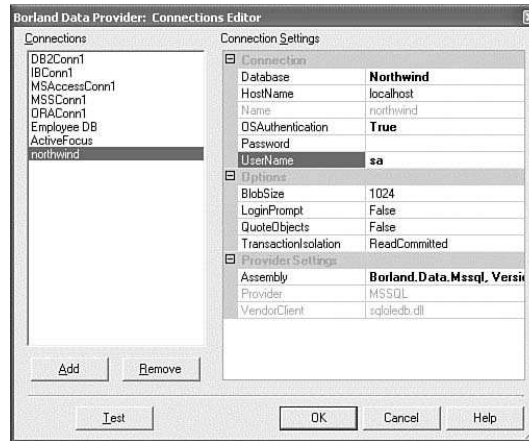 Borland Data Provider: Connections Editor
Connections
DB2Conn1
IBConn1
MSAccessConn1
MSSConn1
ORAConn1
Employee DB
ActiveFocus
northwind
Add Remove
Connection Settings
Connection
Database Northwind
HostName localhost
Name northwind
OSAuthentication True
Password
UserName sa
Options
BlobSize 1024
LoginPrompt False
QuoteObjects False
TransactionIsolation ReadCommitted
Provider Settings
Assembly Borland.Data.Mssql, Versio
Provider MSSQL
VendorClient sqloledb.dll
Test OK Cancel Help